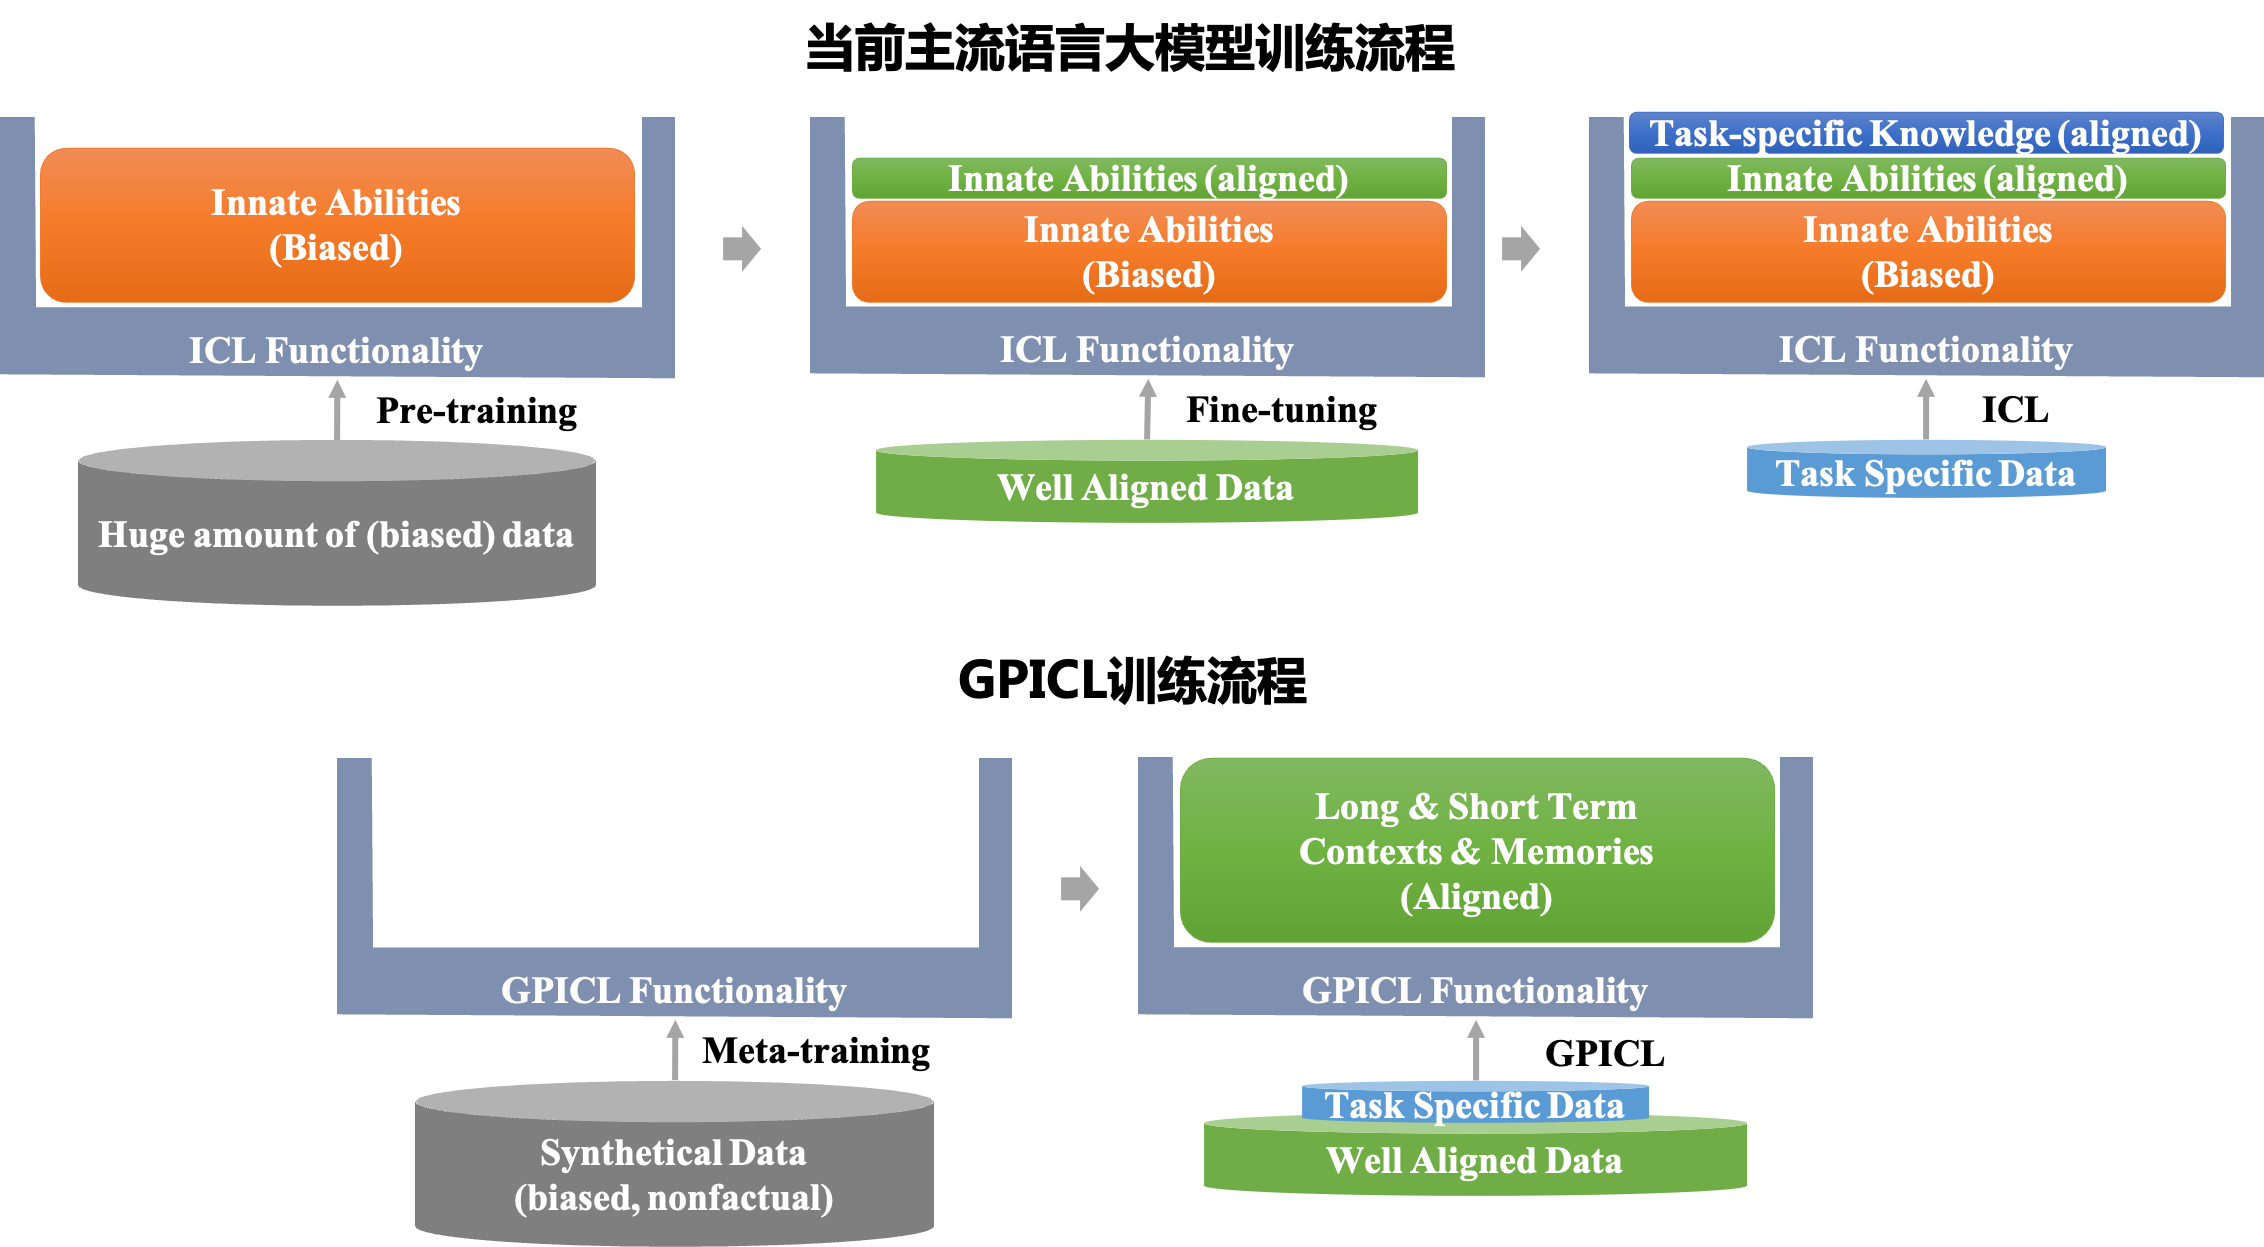 当前主流语言大模型训练流程
Innate Abilities
(Biased)
ICL Functionality
Pre-training
Huge amount of (biased) data
Innate Abilities (aligned)
Innate Abilities
(Biased)
ICL Functionality
Fine-tuning
Well Aligned Data
Task-specific Knowledge (aligned)
Innate Abilities (aligned)
Innate Abilities
(Biased)
ICL Functionality
ICL
Task Specific Data
GPICL训练流程
GPICL Functionality
Meta-training
Synthetical Data
(biased, nonfactual)
Long & Short Term
Contexts & Memories
(Aligned)
GPICL Functionality
GPICL
Task Specific Data
Well Aligned Data